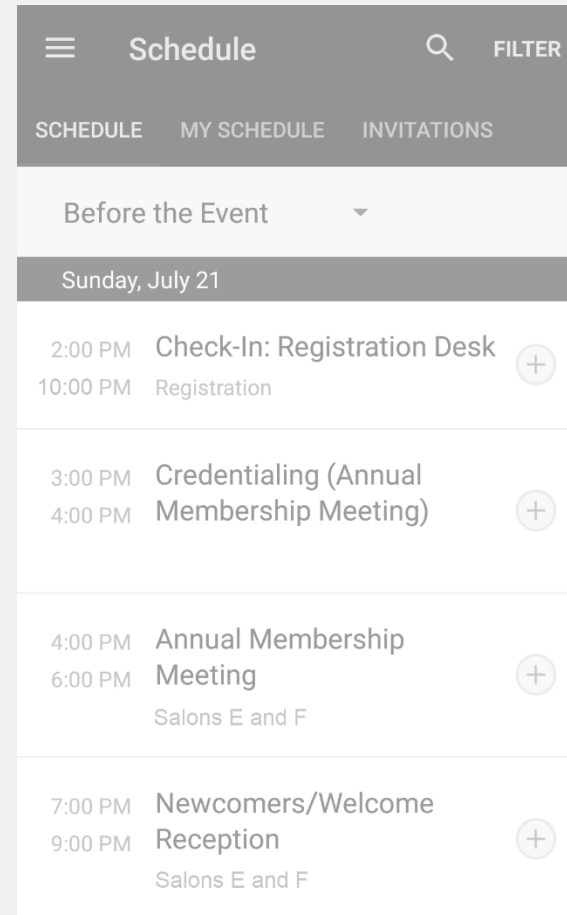 Schedule FILTER
SCHEDULE MY SCHEDULE INVITATIONS
Before the Event
Sunday, July 21
2:00 PM Check-In: Registration Desk
10:00 PM Registration
3:00 PM Credentialing (Annual
4:00 PM Membership Meeting)
4:00 PM Annual Membership
6:00 PM Meeting
Salons E and F
7:00 PM Newcomers/Welcome
9:00 PM Reception
Salons E and F